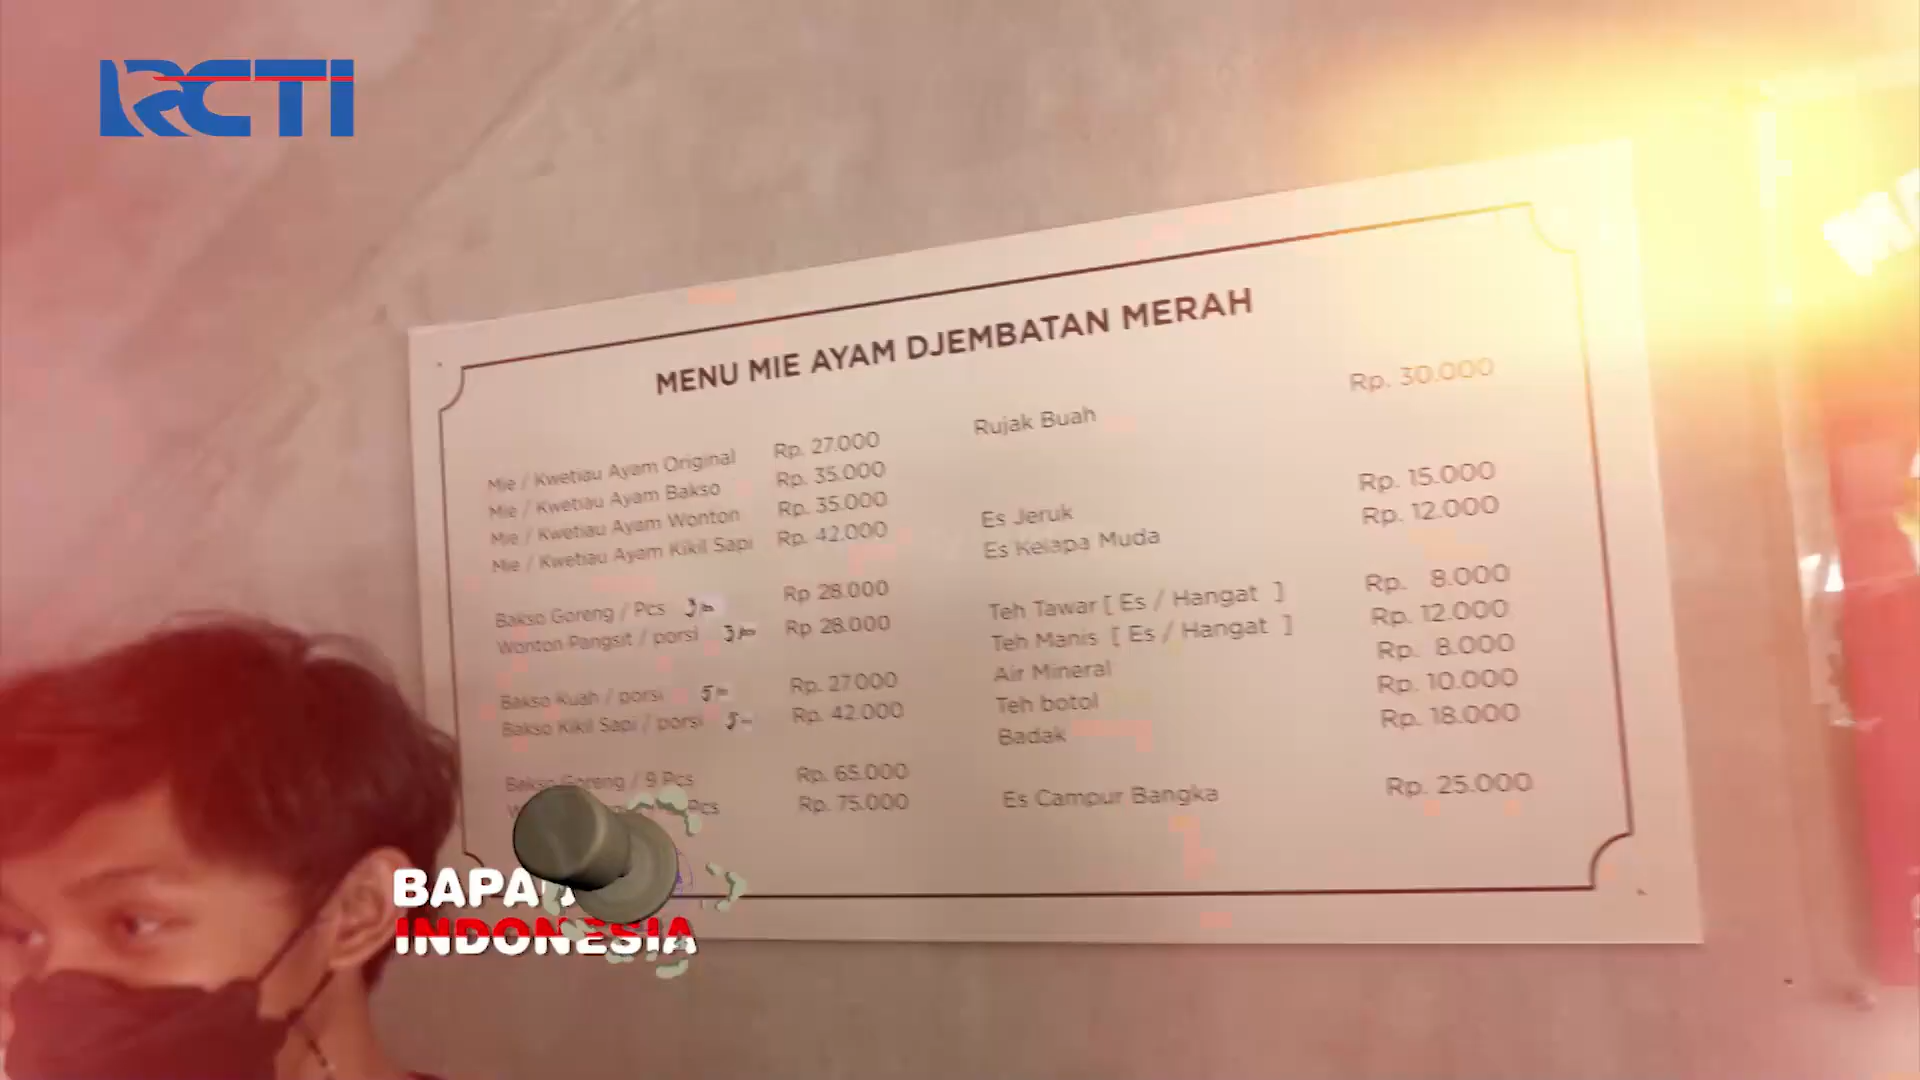 RCTI
MENU MIE AYAM DJEMBATAN MERAH
Mie / Kwetiau Ayam Original Rp. 27.000
Mie / Kwetiau Ayam Bakso Rp. 35.000
Mie / Kwetiau Ayam Wonton Rp. 35.000
Mie / Kwetiau Ayam Kikil Sapi Rp. 42.000
Bakso Goreng / Pcs Rp 28.000
Wonton Pangsit / porsi Rp 28.000
Bakso Kuah / porsi Rp. 27.000
Bakso Kikil Sapi / porsi Rp. 42.000
Bakso Goreng / 9 Pcs Rp. 65.000
Pcs Rp. 75.000
Rujak Buah Rp. 30.000
Es Jeruk Rp. 15.000
Es Kelapa Muda Rp. 12.000
Teh Tawar [ Es / Hangat ] Rp. 8.000
Teh Manis [ Es / Hangat ] Rp. 12.000
Air Mineral Rp. 8.000
Teh botol Rp. 10.000
Badak Rp. 18.000
Es Campur Bangka Rp. 25.000
INDONESIA